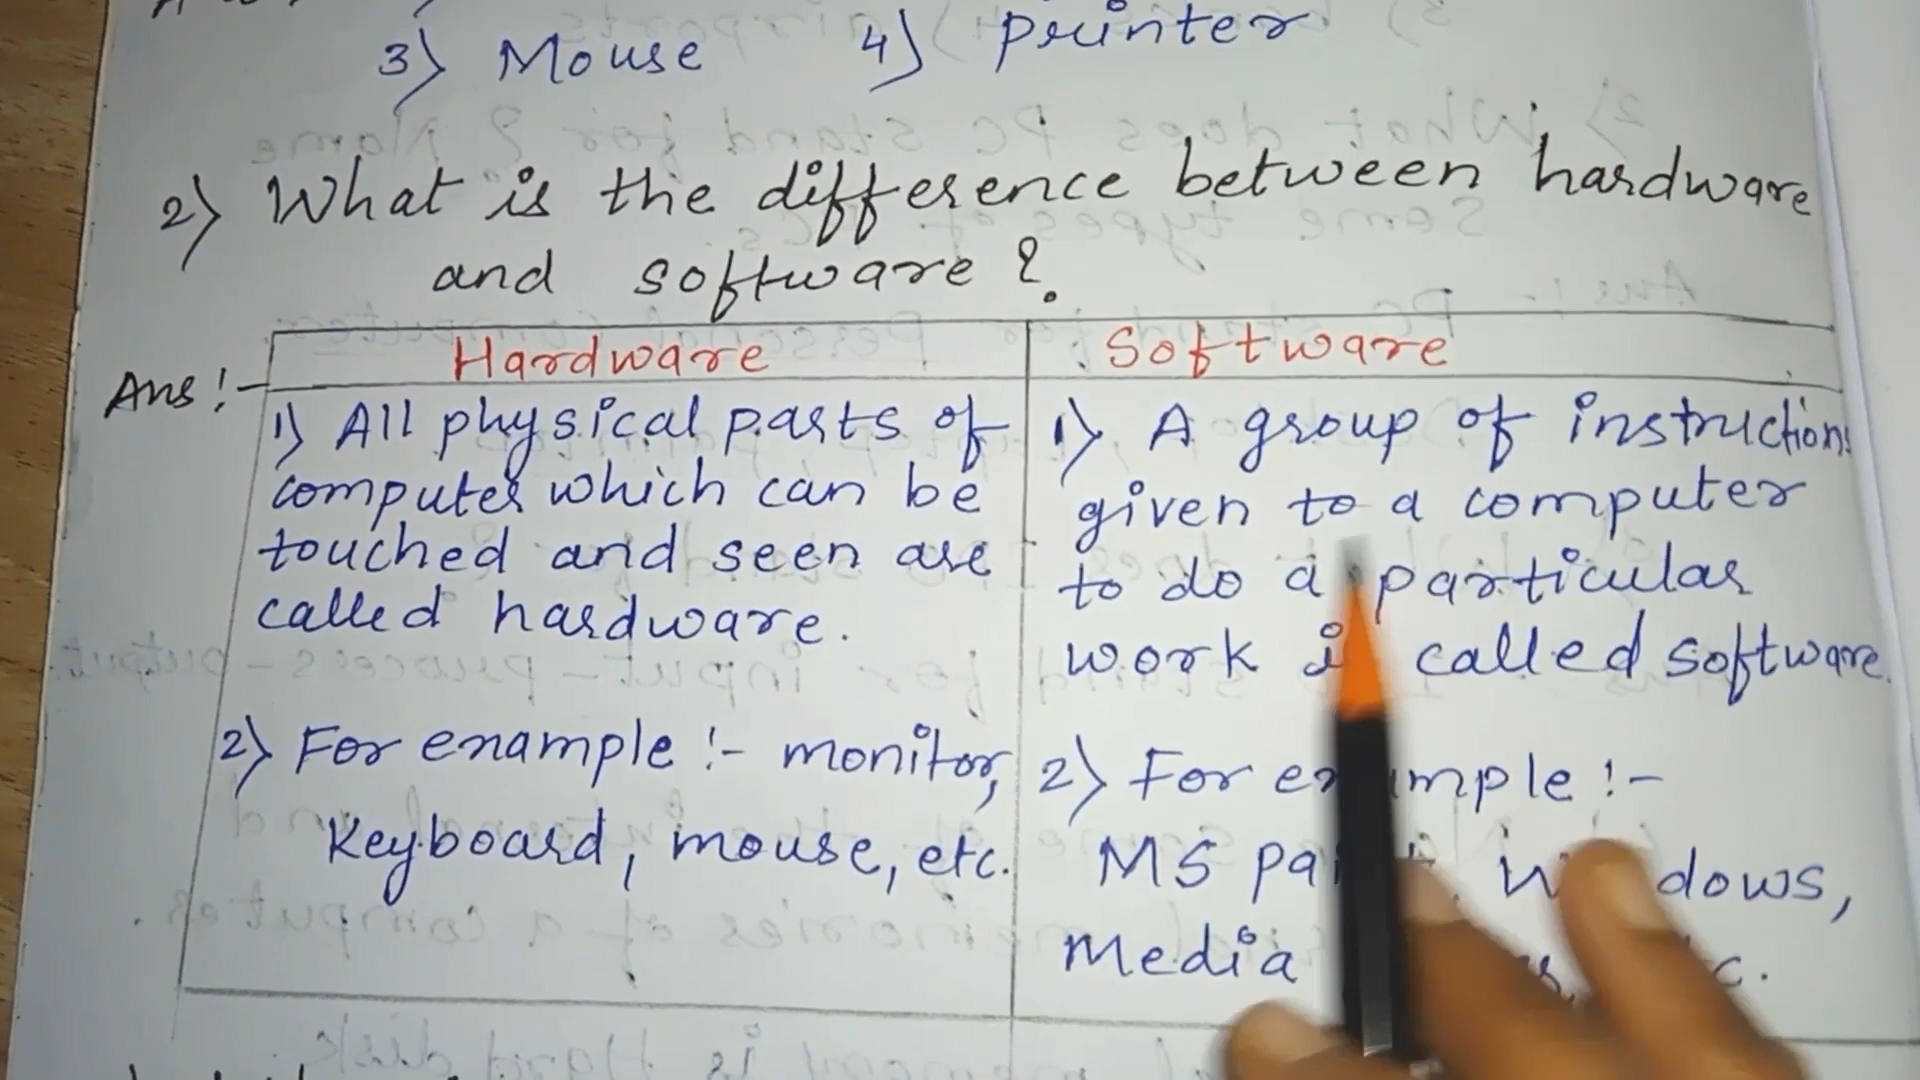 3) Mouse 4) printer
2) What is the difference between hardware
and software?
Ans:-
Hardware Software
1) All physical parts of
computer which can be
touched and seen are
called hardware.
2) For example:- monitor,
Keyboard, mouse, etc.
1) A group of instructions
given to a computer
to do a particular
work is called software.
2) For example:-
MS Windows,
Media